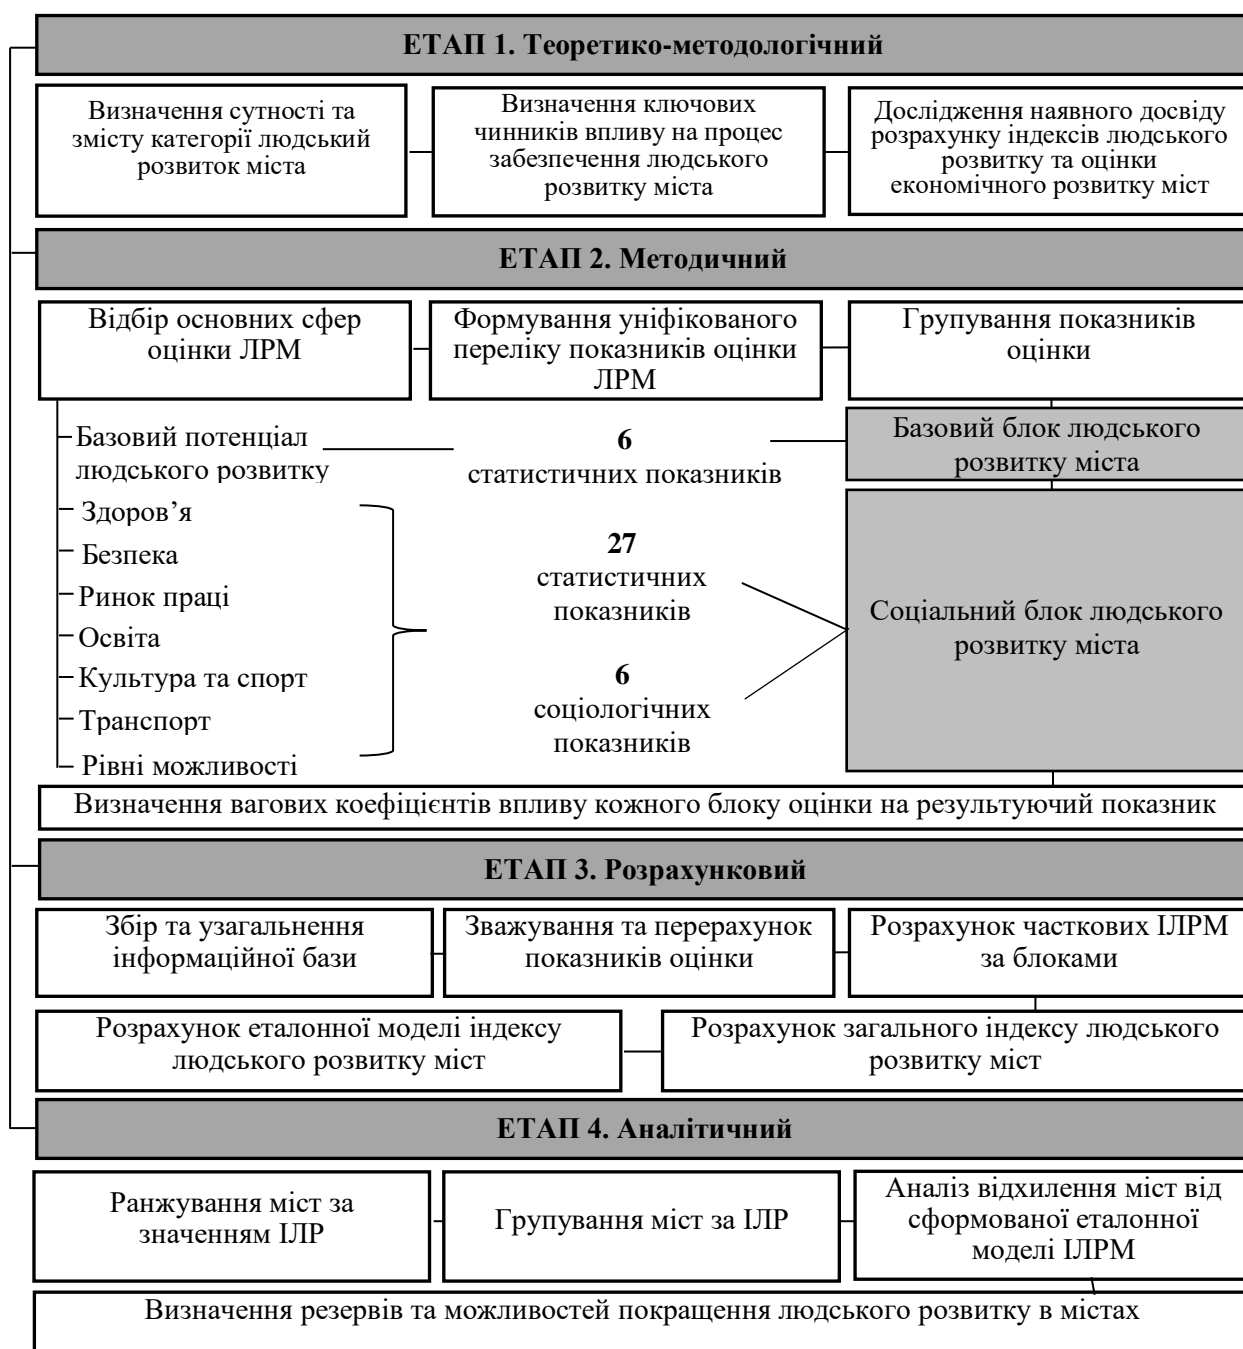 ЕТАП 1. Теоретико-методологічний
Визначення сутності та
змісту категорії людський
розвиток міста
Визначення ключових
чинників впливу на процес
забезпечення людського
розвитку міста
Дослідження наявного досвіду
розрахунку індексів людського
розвитку та оцінки
економічного розвитку міст
ЕТАП 2. Методичний
Відбір основних сфер
оцінки ЛРМ
Формування уніфікованого
переліку показників оцінки
ЛРМ
Групування показників
оцінки
Базовий потенціал
людського розвитку
6
статистичних показників
Базовий блок людського
розвитку міста
Здоров’я
Безпека
Ринок праці
Освіта
Культура та спорт
Транспорт
Рівні можливості
27
статистичних
показників
6
соціологічних
показників
Соціальний блок людського
розвитку міста
Визначення вагових коефіцієнтів впливу кожного блоку оцінки на результуючий показник
ЕТАП 3. Розрахунковий
Збір та узагальнення
інформаційної бази
Зважування та перерахунок
показників оцінки
Розрахунок часткових ІЛРМ
за блоками
Розрахунок еталонної моделі індексу
людського розвитку міст
Розрахунок загального індексу людського
розвитку міст
ЕТАП 4. Аналітичний
Ранжування міст за
значенням ІЛР
Групування міст за ІЛР
Аналіз відхилення міст від
сформованої еталонної
моделі ІЛРМ
Визначення резервів та можливостей покращення людського розвитку в містах